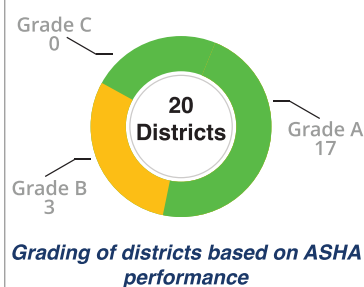 Grade C
0
20
Districts
Grade A
17
Grade B
3
Grading of districts based on ASHA
performance